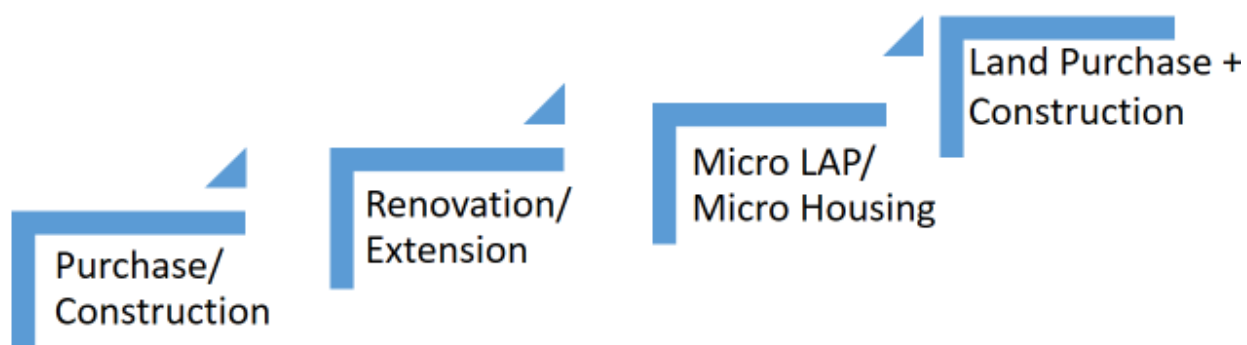 Purchase/
Construction
Renovation/
Extension
Micro LAP/
Micro Housing
Land Purchase +
Construction